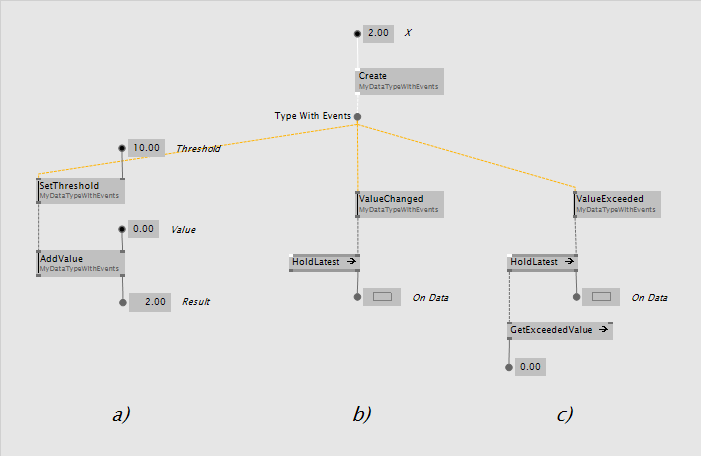 2.00 X
Create
MyDataTypeWithEvents
Type With Events
10.00 Threshold
SetThreshold
MyDataTypeWithEvents
ValueChanged
MyDataTypeWithEvents
ValueExceeded
MyDataTypeWithEvents
0.00 Value
AddValue
MyDataTypeWithEvents
HoldLatest
HoldLatest
2.00 Result
On Data
On Data
GetExceededValue
0.00
a)
b)
c)